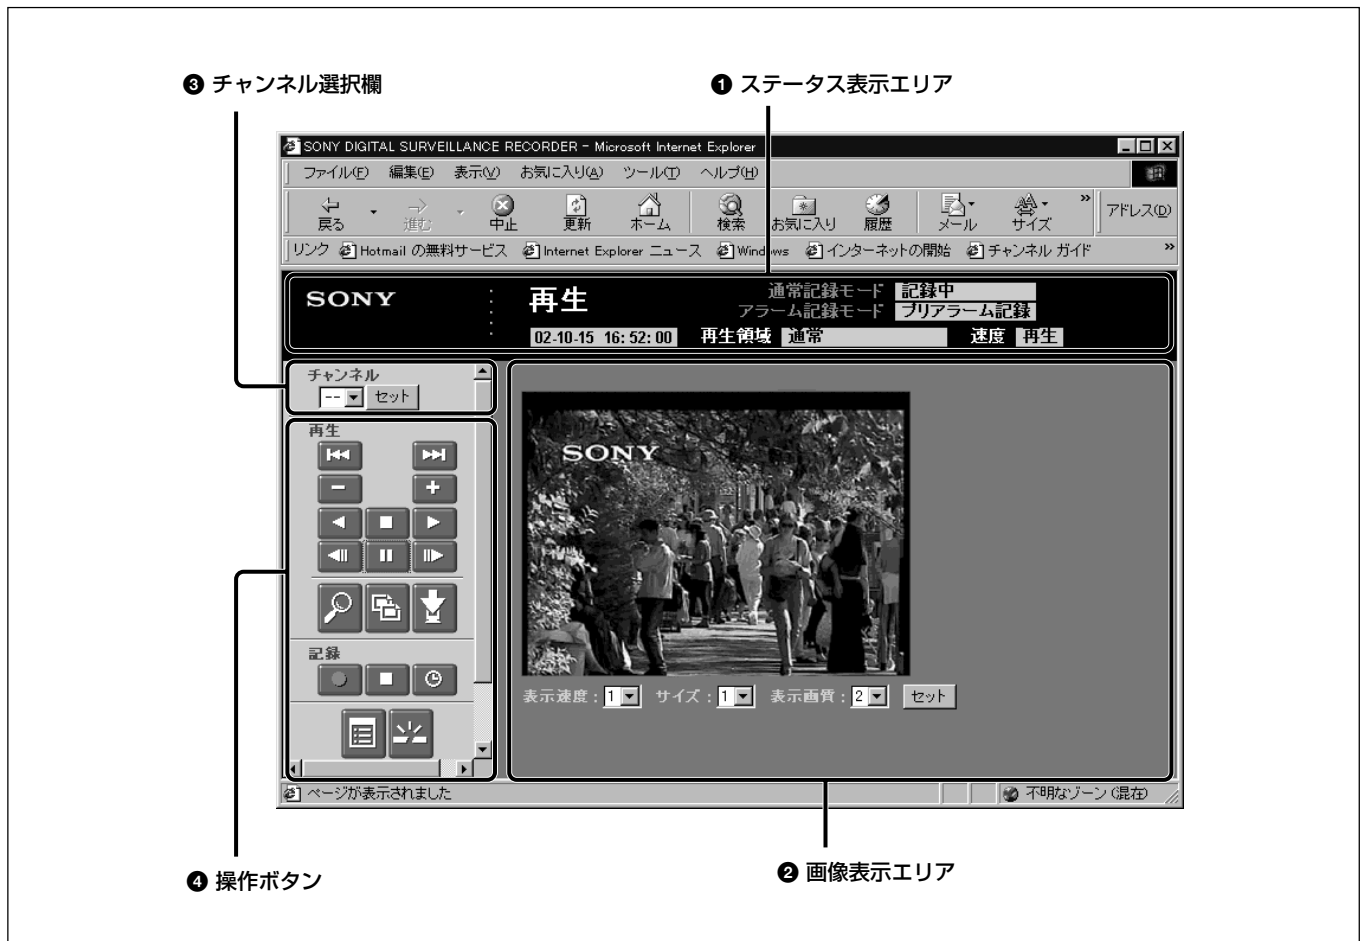 ❸ チャンネル選択欄
❶ ステータス表示エリア
SONY DIGITAL SURVEILLANCE RECORDER - Microsoft Internet Explorer
ファイル(F) 編集(E) 表示(V) お気に入り(A) ツール(T) ヘルプ(H)
戻る 進む 中止 更新 ホーム 検索 お気に入り 履歴 メール サイズ » アドレス(D)
リンク Hotmail の無料サービス Internet Explorer ニュース Windows インターネットの開始 チャンネル ガイド »
SONY
再生
通常記録モード 記録中
アラーム記録モード プリアラーム記録
02-10-15 16:52:00 再生領域 通常 速度 再生
チャンネル
-- セット
再生
SONY
記録
表示速度:1 サイズ:1 表示画質:2 セット
ページが表示されました
不明なゾーン (混在)
❹ 操作ボタン
❷ 画像表示エリア